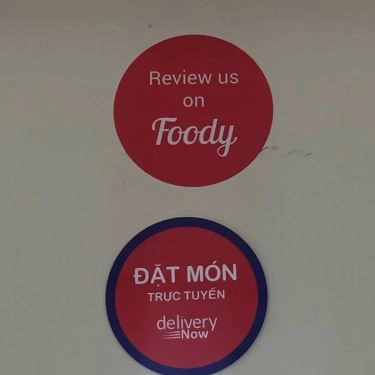 Review us
on
Foody
ĐẶT MÓN
TRỰC TUYẾN
delivery
Now